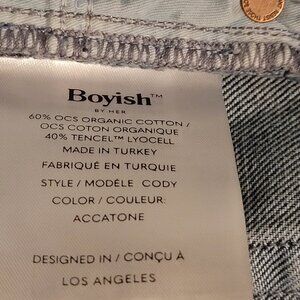 Boyish™
BY HER
60% OCS ORGANIC COTTON /
OCS COTON ORGANIQUE
40% TENCEL™ LYOCELL
MADE IN TURKEY
FABRIQUÉ EN TURQUIE
STYLE / MODÈLE CODY
COLOR / COULEUR:
ACCATONE
DESIGNED IN / CONÇU À
LOS ANGELES